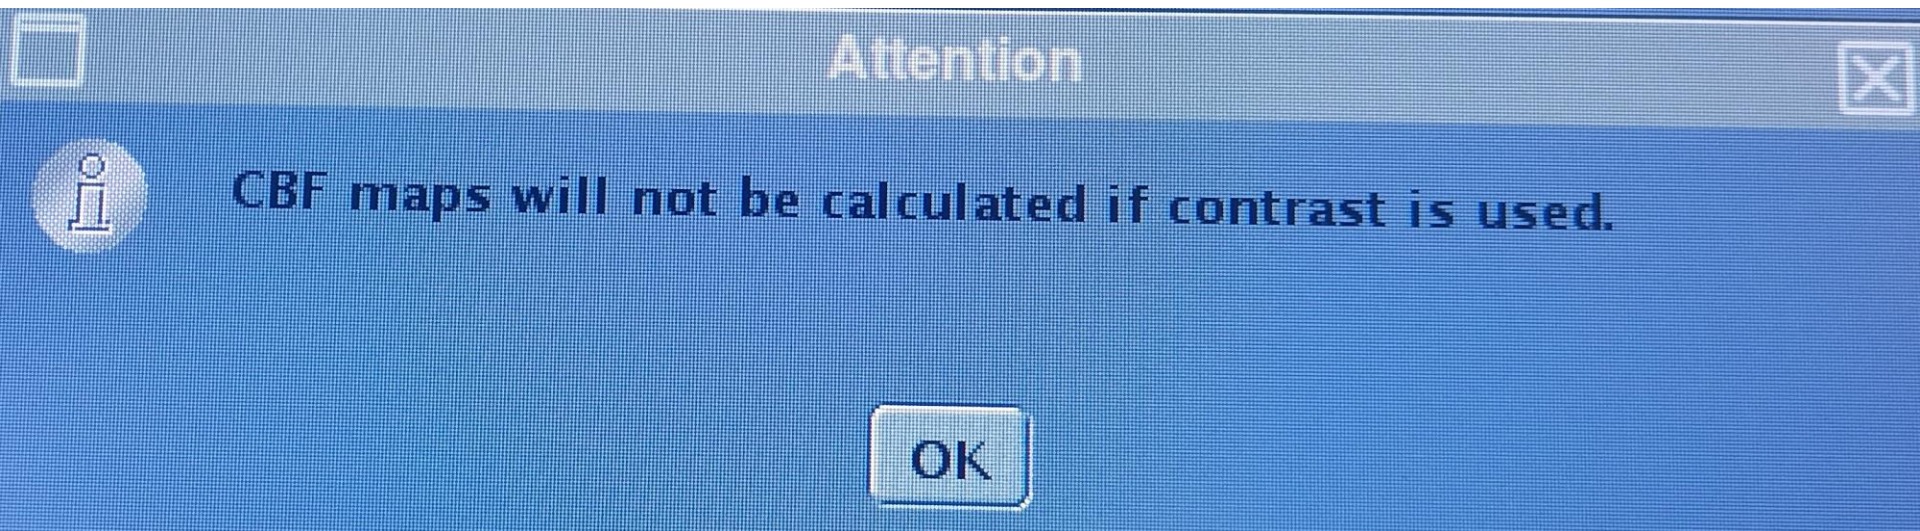 Attention
CBF maps will not be calculated if contrast is used.
OK